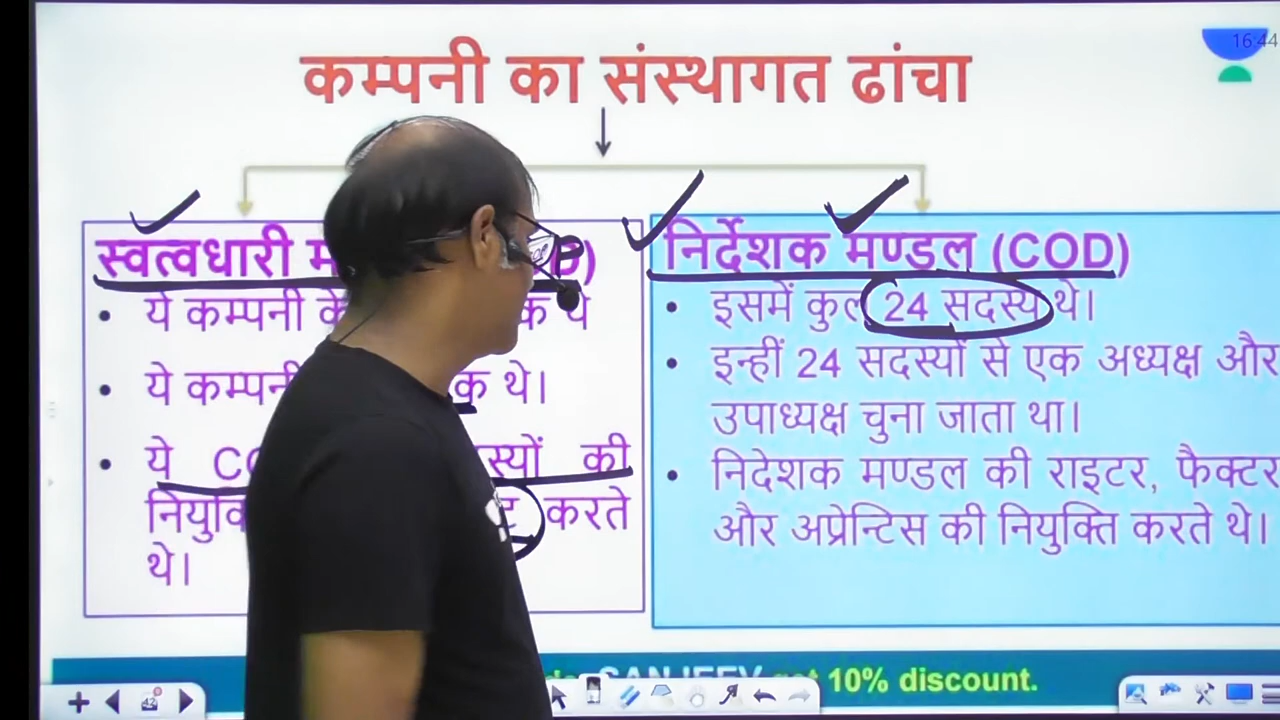 16:44
कम्पनी का संस्थागत ढांचा
स्वत्वधारी
ये कम्पनी के क थे
ये कम्पनी क थे।
ये स्यों की
करते
थे।
निर्देशक मण्डल (COD)
इसमें कुल 24 सदस्य थे।
इन्हीं 24 सदस्यों से एक अध्यक्ष और
उपाध्यक्ष चुना जाता था।
निदेशक मण्डल की राइटर, फैक्टर
और अप्रेन्टिस की नियुक्ति करते थे।
SANJEEV get 10% discount.